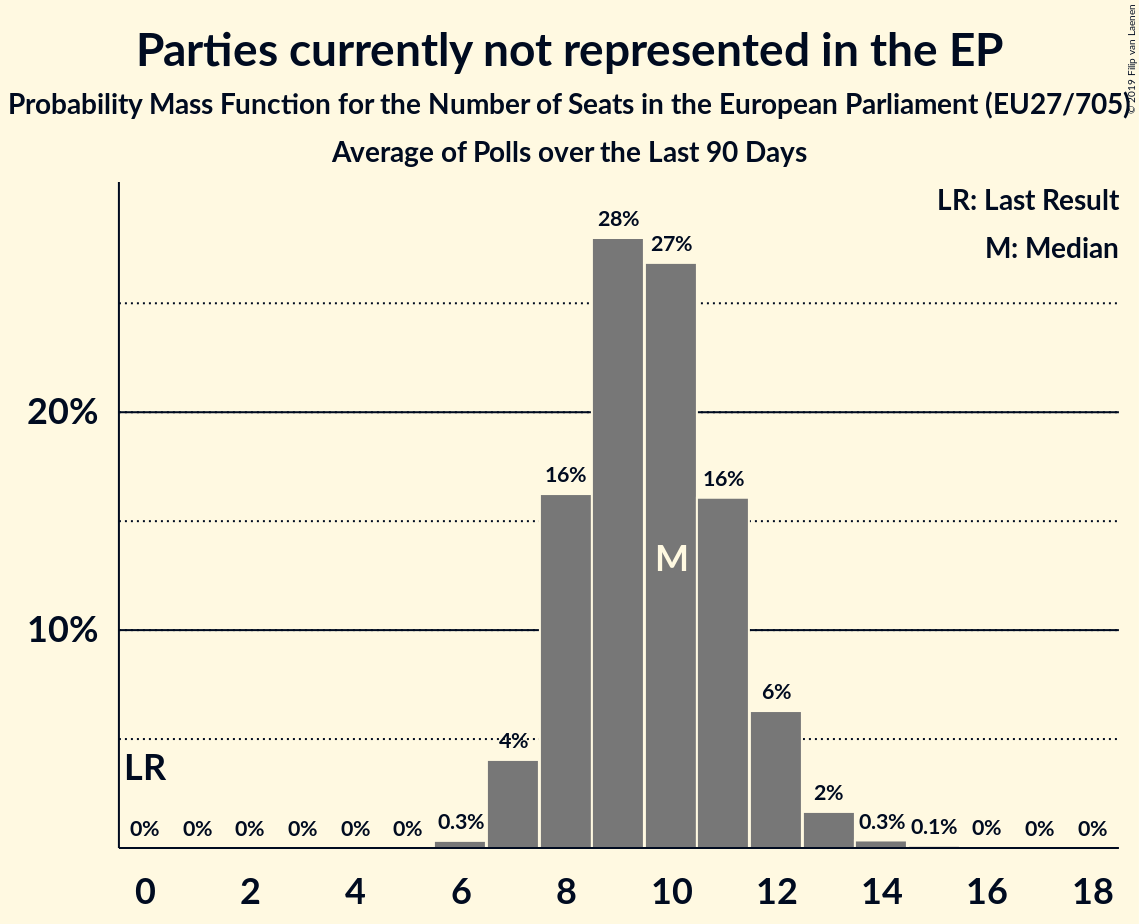 Parties currently not represented in the EP
Probability Mass Function for the Number of Seats in the European Parliament (EU27/705)
Average of Polls over the Last 90 Days
© 2019 Filip van Laenen
LR: Last Result
M: Median
28%
27%
20%
16%
16%
M
10%
6%
4%
LR
2%
0% 0% 0% 0% 0% 0% 0.3% 0.3% 0.1% 0% 0% 0%
0 2 4 6 8 10 12 14 16 18